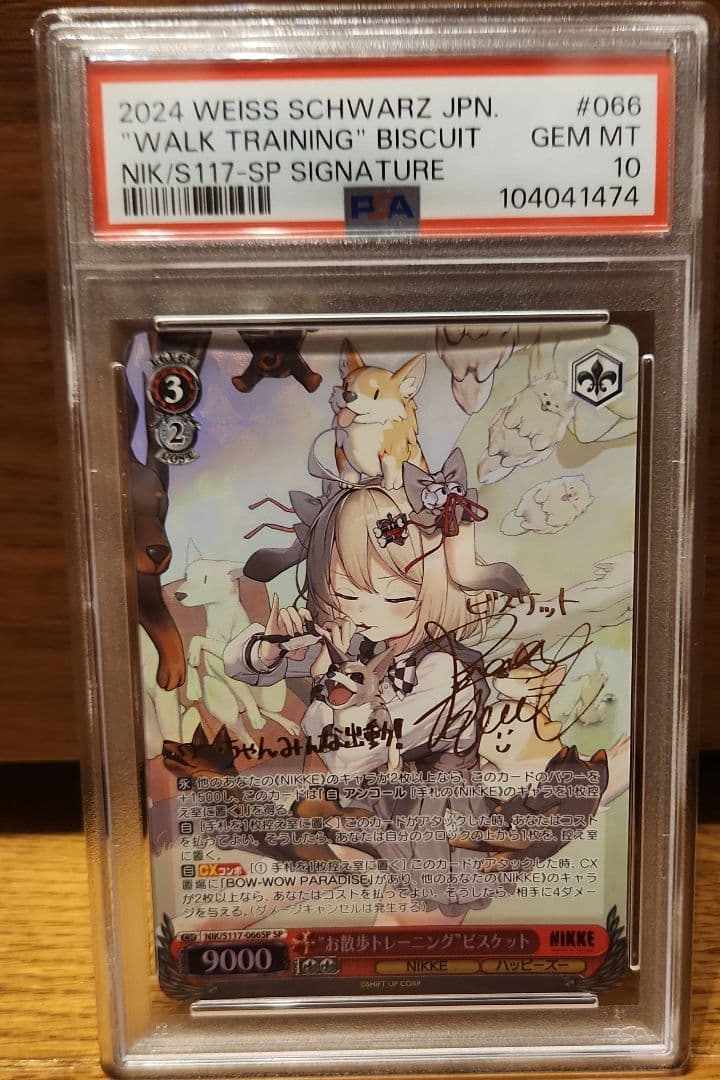 2024 WEISS SCHWARZ JPN. #066
"WALK TRAINING" BISCUIT GEM MT
NIK/S117-SP SIGNATURE 10
PSA 104041474
LEVEL
3
2
COST
ビスケット
ちゃんみんな出動!
永 他のあなたの《NIKKE》のキャラが2枚以上なら、このカードのパワーを
+1500し、このカードは『自 アンコール [手札の《NIKKE》のキャラを1枚控
え室に置く]』を得る。
自 [手札を1枚控え室に置く] このカードがアタックした時、あなたはコスト
を払ってよい。そうしたら、あなたは自分のクロックの上から1枚を、控え室
に置く。
自 CXコンボ [① 手札を1枚控え室に置く] このカードがアタックした時、CX
置場に「BOW-WOW PARADISE」があり、他のあなたの《NIKKE》のキャラ
が2枚以上なら、あなたはコストを払ってよい。そうしたら、相手に4ダメー
ジを与える。(ダメージキャンセルは発生する)
CH NIK/S117-066SP SP "お散歩トレーニング"ビスケット NIKKE
9000 NIKKE ハッピーズー
©SHIFT UP CORP.
PSA